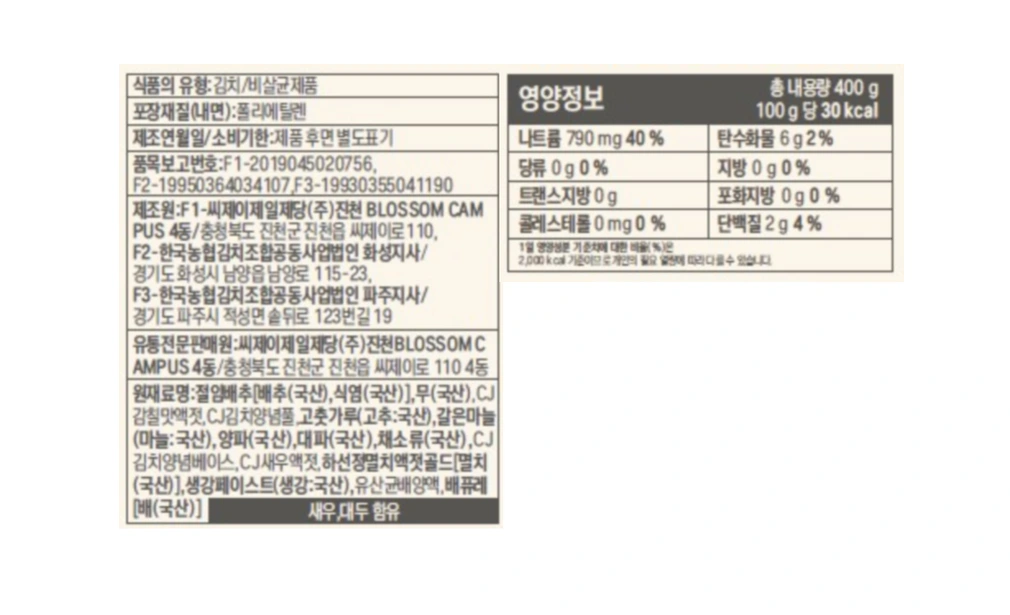 식품의 유형:김치/비살균제품
포장재질(내면):폴리에틸렌
제조연월일/소비기한:제품 후면 별도표기
품목보고번호:F1-2019045020756,
F2-19950364034107,F3-19930355041190
제조원:F1-씨제이제일제당(주)진천 BLOSSOM CAM
PUS 4동/충청북도 진천군 진천읍 씨제이로110,
F2-한국농협김치조합공동사업법인 화성지사/
경기도 화성시 남양읍 남양로 115-23,
F3-한국농협김치조합공동사업법인 파주지사/
경기도 파주시 적성면 솥뒤로 123번길 19
유통전문판매원:씨제이제일제당(주)진천BLOSSOM C
AMPUS 4동/충청북도 진천군 진천읍 씨제이로 110 4동
원재료명:절임배추[배추(국산),식염(국산)],무(국산),CJ
감칠맛액젓,CJ김치양념풀,고춧가루(고추:국산),갈은마늘
(마늘:국산),양파(국산),대파(국산),채소류(국산),CJ
김치양념베이스,CJ새우액젓,하선정멸치액젓골드[멸치
(국산)],생강페이스트(생강:국산),유산균배양액,배퓨레
[배(국산)]
새우,대두 함유
영양정보
총 내용량 400 g
100 g 당 30 kcal
나트륨 790 mg 40 % 탄수화물 6 g 2 %
당류 0 g 0 % 지방 0 g 0 %
트랜스지방 0 g 포화지방 0 g 0 %
콜레스테롤 0 mg 0 % 단백질 2 g 4 %
1일 영양성분 기준치에 대한 비율(%)은
2,000 kcal 기준이므로 개인의 필요 열량에 따라 다를 수 있습니다.